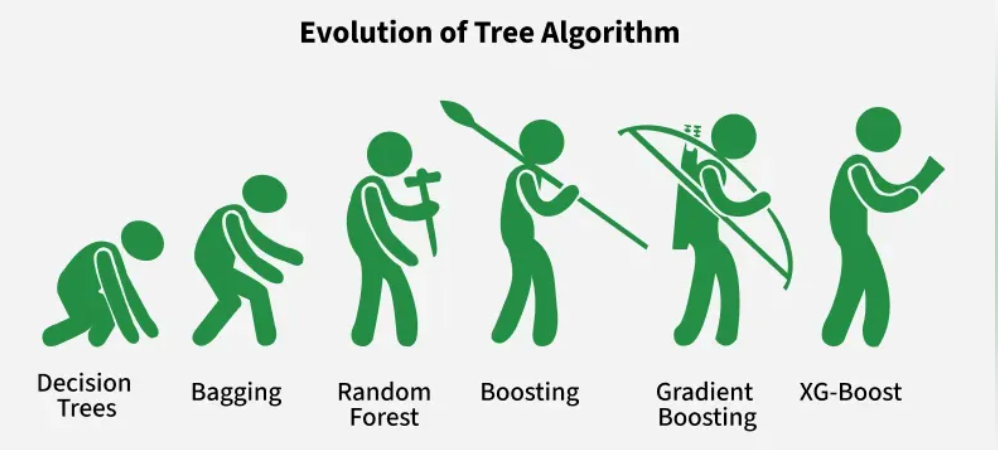 Evolution of Tree Algorithm
Decision
Trees
Bagging
Random
Forest
Boosting
Gradient
Boosting
XG-Boost